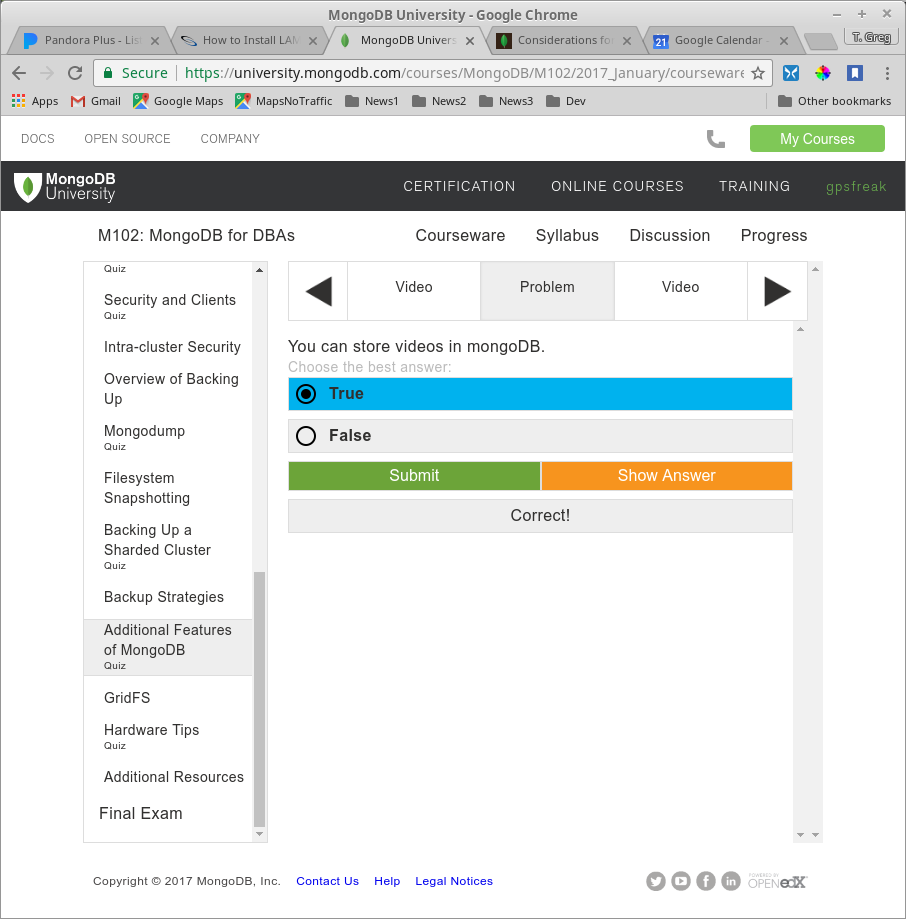 MongoDB University - Google Chrome
Pandora Plus - List
How to Install LAM
MongoDB Univers
Considerations for
Google Calendar -
T. Greg
Secure
https://university.mongodb.com/courses/MongoDB/M102/2017_January/courseware
Apps Gmail Google Maps MapsNoTraffic News1 News2 News3 Dev Other bookmarks
DOCS OPEN SOURCE COMPANY My Courses
MongoDB University CERTIFICATION ONLINE COURSES TRAINING gpsfreak
M102: MongoDB for DBAs Courseware Syllabus Discussion Progress
Quiz
Security and Clients
Quiz
Intra-cluster Security
Overview of Backing
Up
Mongodump
Quiz
Filesystem
Snapshotting
Backing Up a
Sharded Cluster
Quiz
Backup Strategies
Additional Features
of MongoDB
Quiz
GridFS
Hardware Tips
Quiz
Additional Resources
Final Exam
Video Problem Video
You can store videos in mongoDB.
Choose the best answer:
True
False
Submit Show Answer
Correct!
Copyright © 2017 MongoDB, Inc. Contact Us Help Legal Notices
POWERED BY
OPEN edX